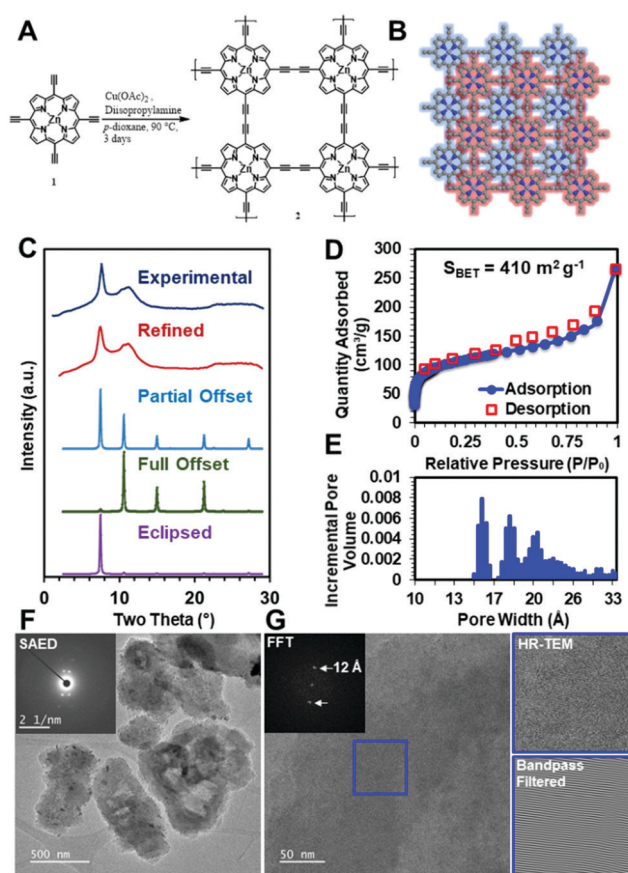 A
Cu(OAc)2 ,
Diisopropylamine
p-dioxane, 90 °C,
3 days
Zn
1
Zn
Zn
Zn
Zn
2
B
C
Experimental
Refined
Partial Offset
Full Offset
Eclipsed
Intensity (a.u.)
0 10 20 30
Two Theta (°)
D
SBET = 410 m2 g-1
Quantity Adsorbed
(cm3/g)
300
250
200
150
100
50
0
Adsorption
Desorption
0 0.25 0.5 0.75 1
Relative Pressure (P/P0)
E
Incremental Pore
Volume
0.01
0.008
0.006
0.004
0.002
0
10 13 17 20 26 33
Pore Width (Å)
F
SAED
2 1/nm
500 nm
G
FFT
12 Å
50 nm
HR-TEM
Bandpass
Filtered